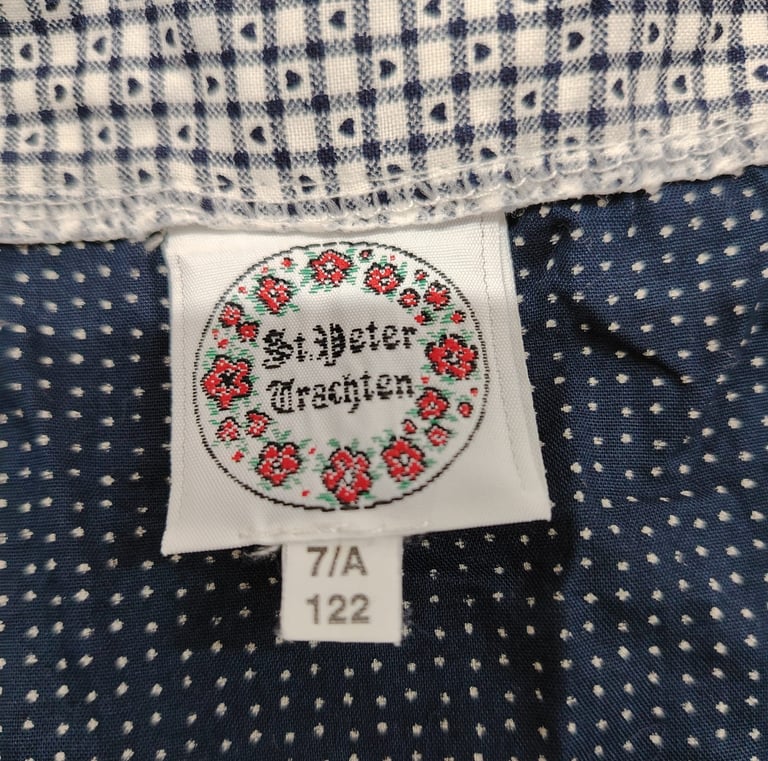 St. Peter
Trachten
7/A
122